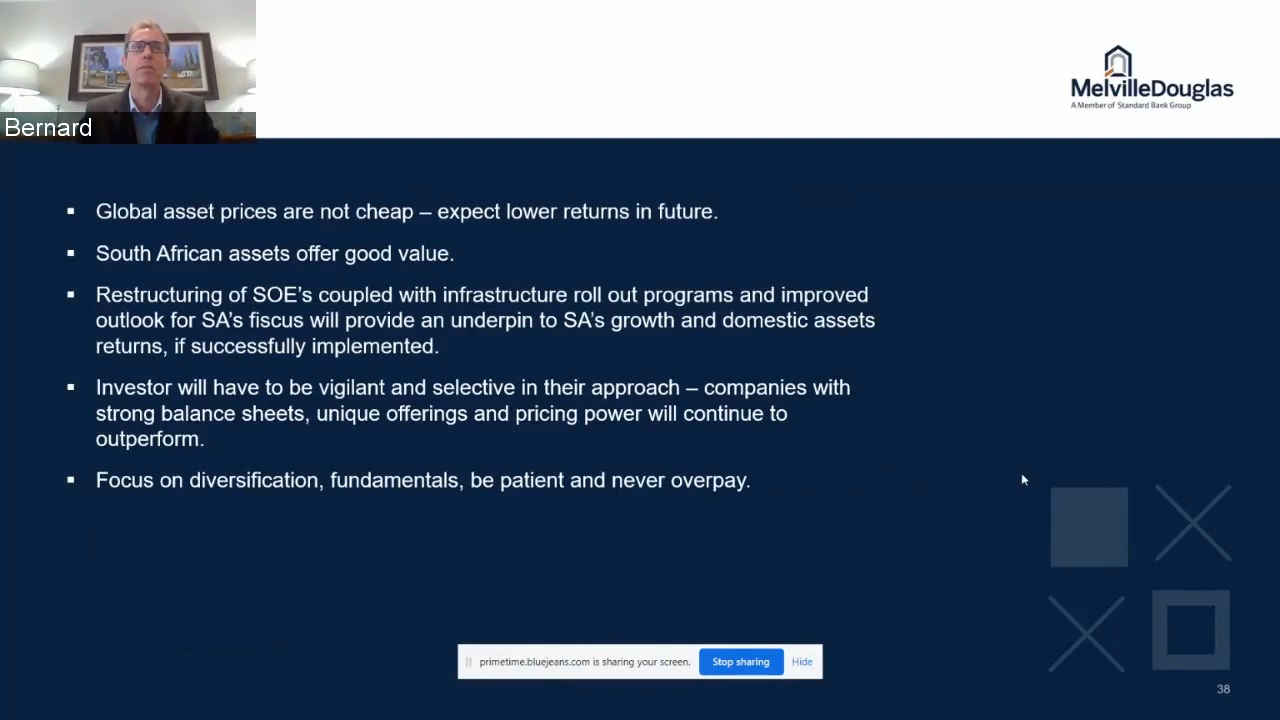 MelvilleDouglas
A Member of Standard Bank Group
Bernard
Global asset prices are not cheap – expect lower returns in future.
South African assets offer good value.
Restructuring of SOE's coupled with infrastructure roll out programs and improved
outlook for SA's fiscus will provide an underpin to SA's growth and domestic assets
returns, if successfully implemented.
Investor will have to be vigilant and selective in their approach – companies with
strong balance sheets, unique offerings and pricing power will continue to
outperform.
Focus on diversification, fundamentals, be patient and never overpay.
primetime.bluejeans.com is sharing your screen. Stop sharing Hide
38